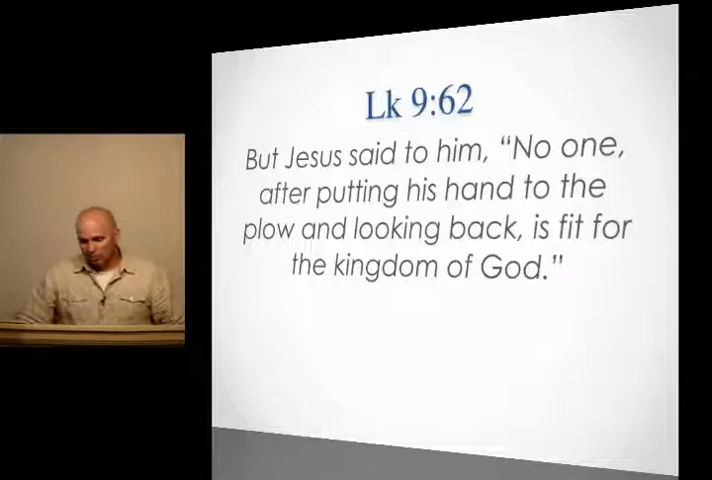 Lk 9:62
But Jesus said to him, “No one,
after putting his hand to the
plow and looking back, is fit for
the kingdom of God.”